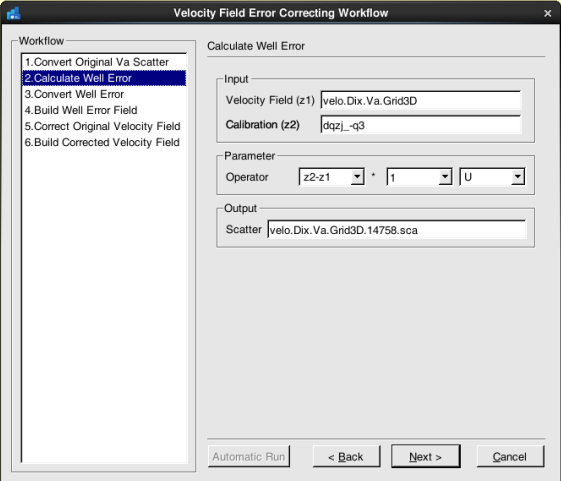 Velocity Field Error Correcting Workflow
×
Workflow
1.Convert Original Va Scatter
2.Calculate Well Error
3.Convert Well Error
4.Build Well Error Field
5.Correct Original Velocity Field
6.Build Corrected Velocity Field
Calculate Well Error
Input
Velocity Field (z1) velo.Dix.Va.Grid3D
Calibration (z2) dqzj_-q3
Parameter
Operator z2-z1 * 1 U
Output
Scatter velo.Dix.Va.Grid3D.14758.sca
Automatic Run < Back Next > Cancel